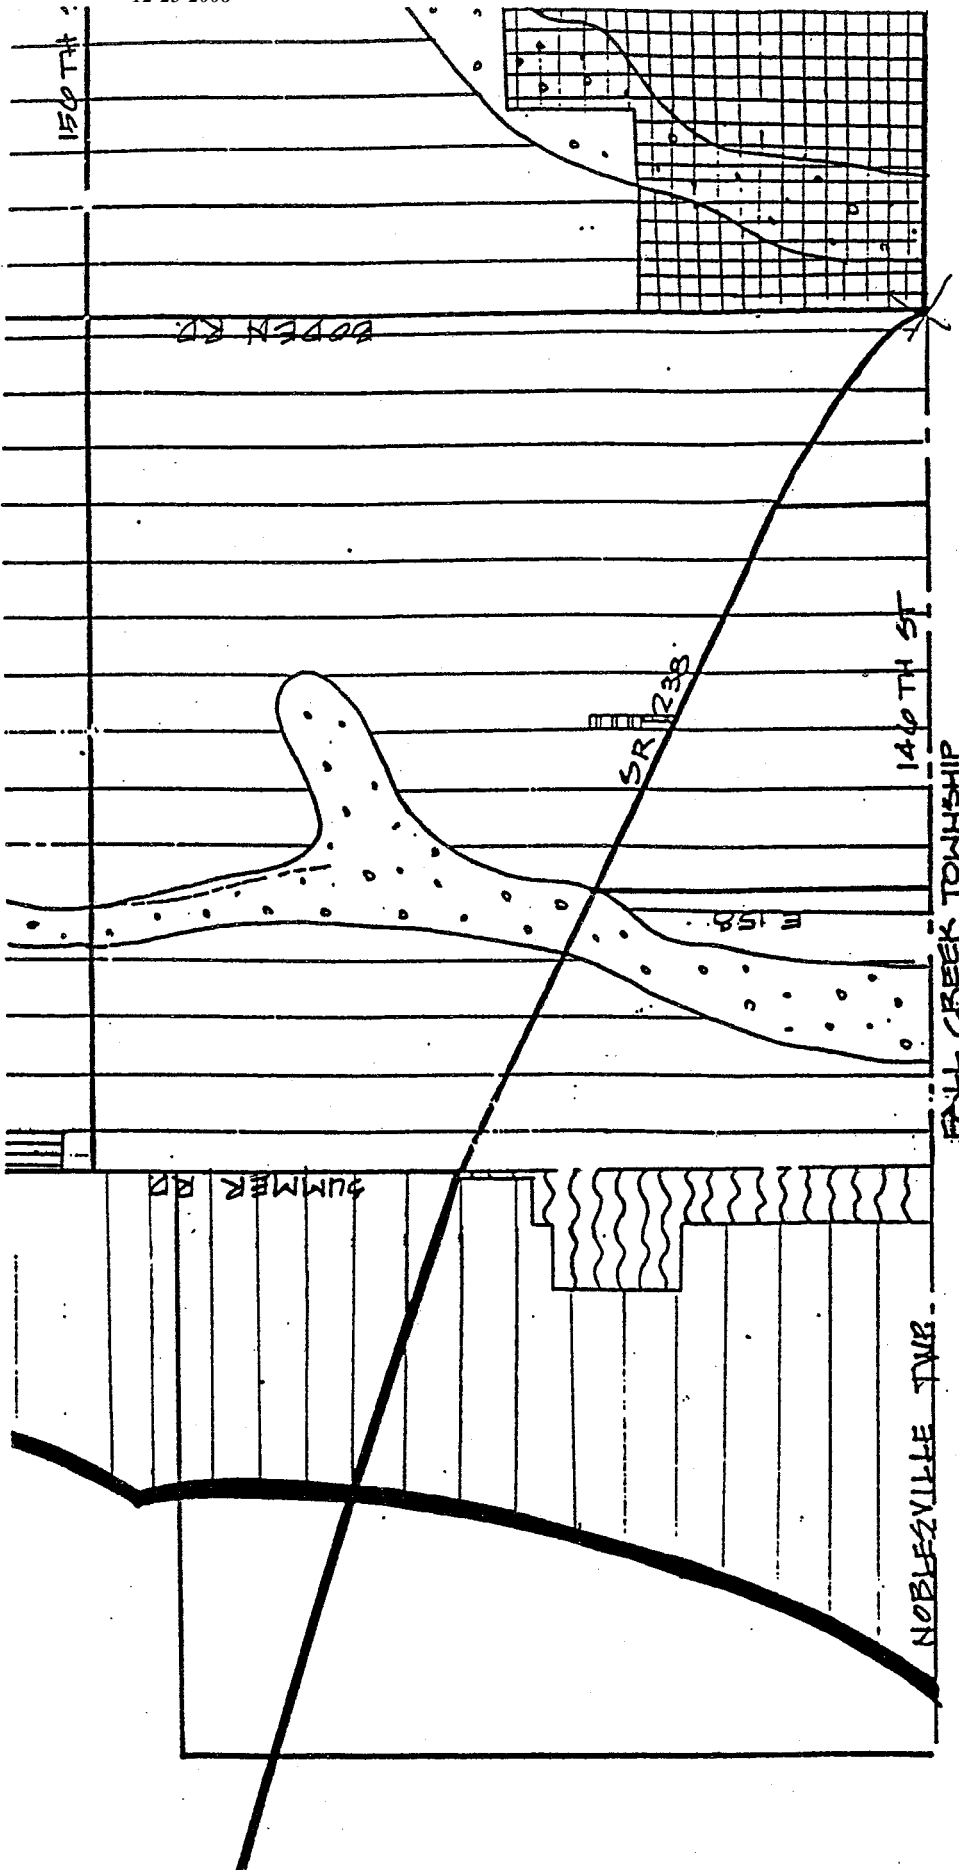 12-23-2008
156 TH
BODEN RD.
SR 238
146 TH ST
E 158
FALL CREEK TOWNSHIP
SUMMER RD
NOBLESVILLE TWP.